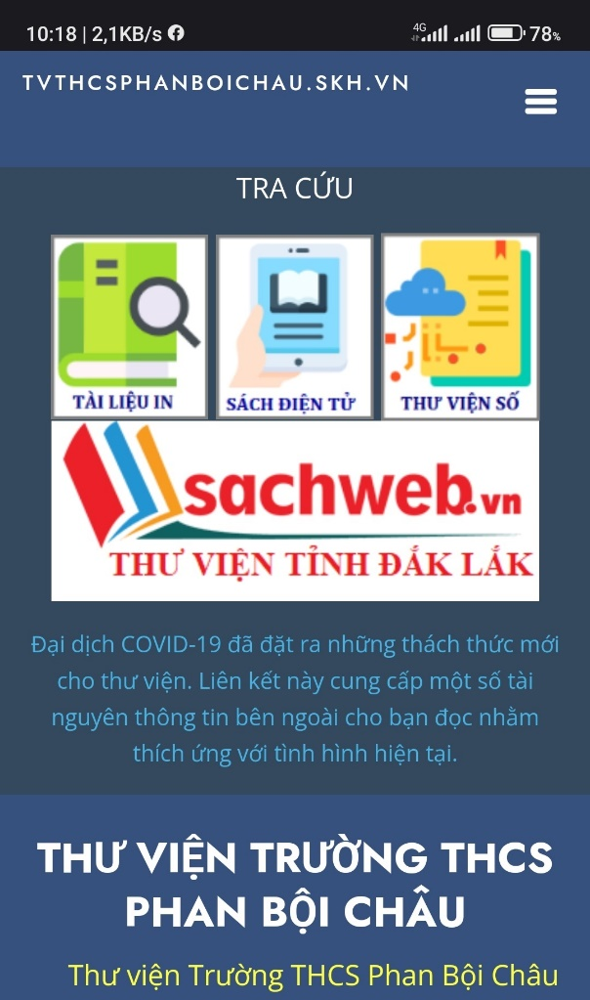 10:18 | 2,1KB/s
4G
78%
TVTHCSPHANBOICHAU.SKH.VN
TRA CỨU
TÀI LIỆU IN
SÁCH ĐIỆN TỬ
THƯ VIỆN SỐ
sachweb.vn
THƯ VIỆN TỈNH ĐẮK LẮK
Đại dịch COVID-19 đã đặt ra những thách thức mới
cho thư viện. Liên kết này cung cấp một số tài
nguyên thông tin bên ngoài cho bạn đọc nhằm
thích ứng với tình hình hiện tại.
THƯ VIỆN TRƯỜNG THCS
PHAN BỘI CHÂU
Thư viện Trường THCS Phan Bội Châu